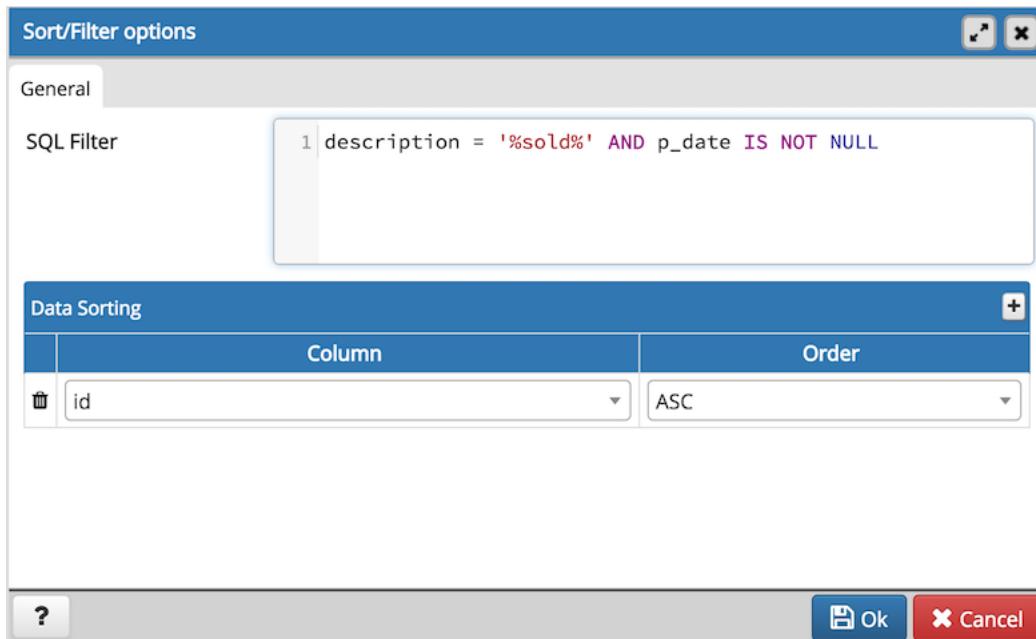 Sort/Filter options
General
SQL Filter
1 description = '%sold%' AND p_date IS NOT NULL
Data Sorting
Column Order
id ASC
? Ok Cancel